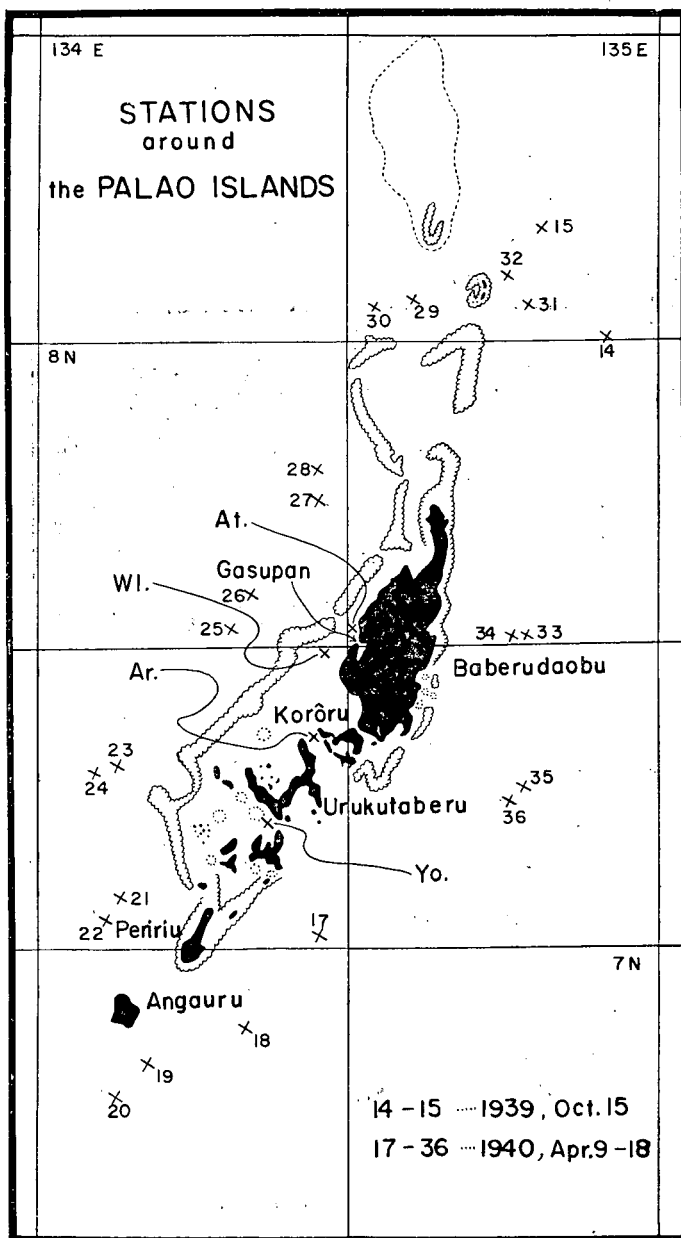 134 E
135 E
STATIONS
around
the PALAO ISLANDS
15
32
31
29
30
14
8 N
28
27
At.
Gasupan
Wl.
26
25
34
33
Baberudaobu
Ar.
Korôru
23
24
35
36
Urukutaberu
Yo.
21
22
Peririu
17
7 N
Angauru
18
19
20
14 - 15 ···· 1939, Oct. 15
17 - 36 ···· 1940, Apr. 9 - 18